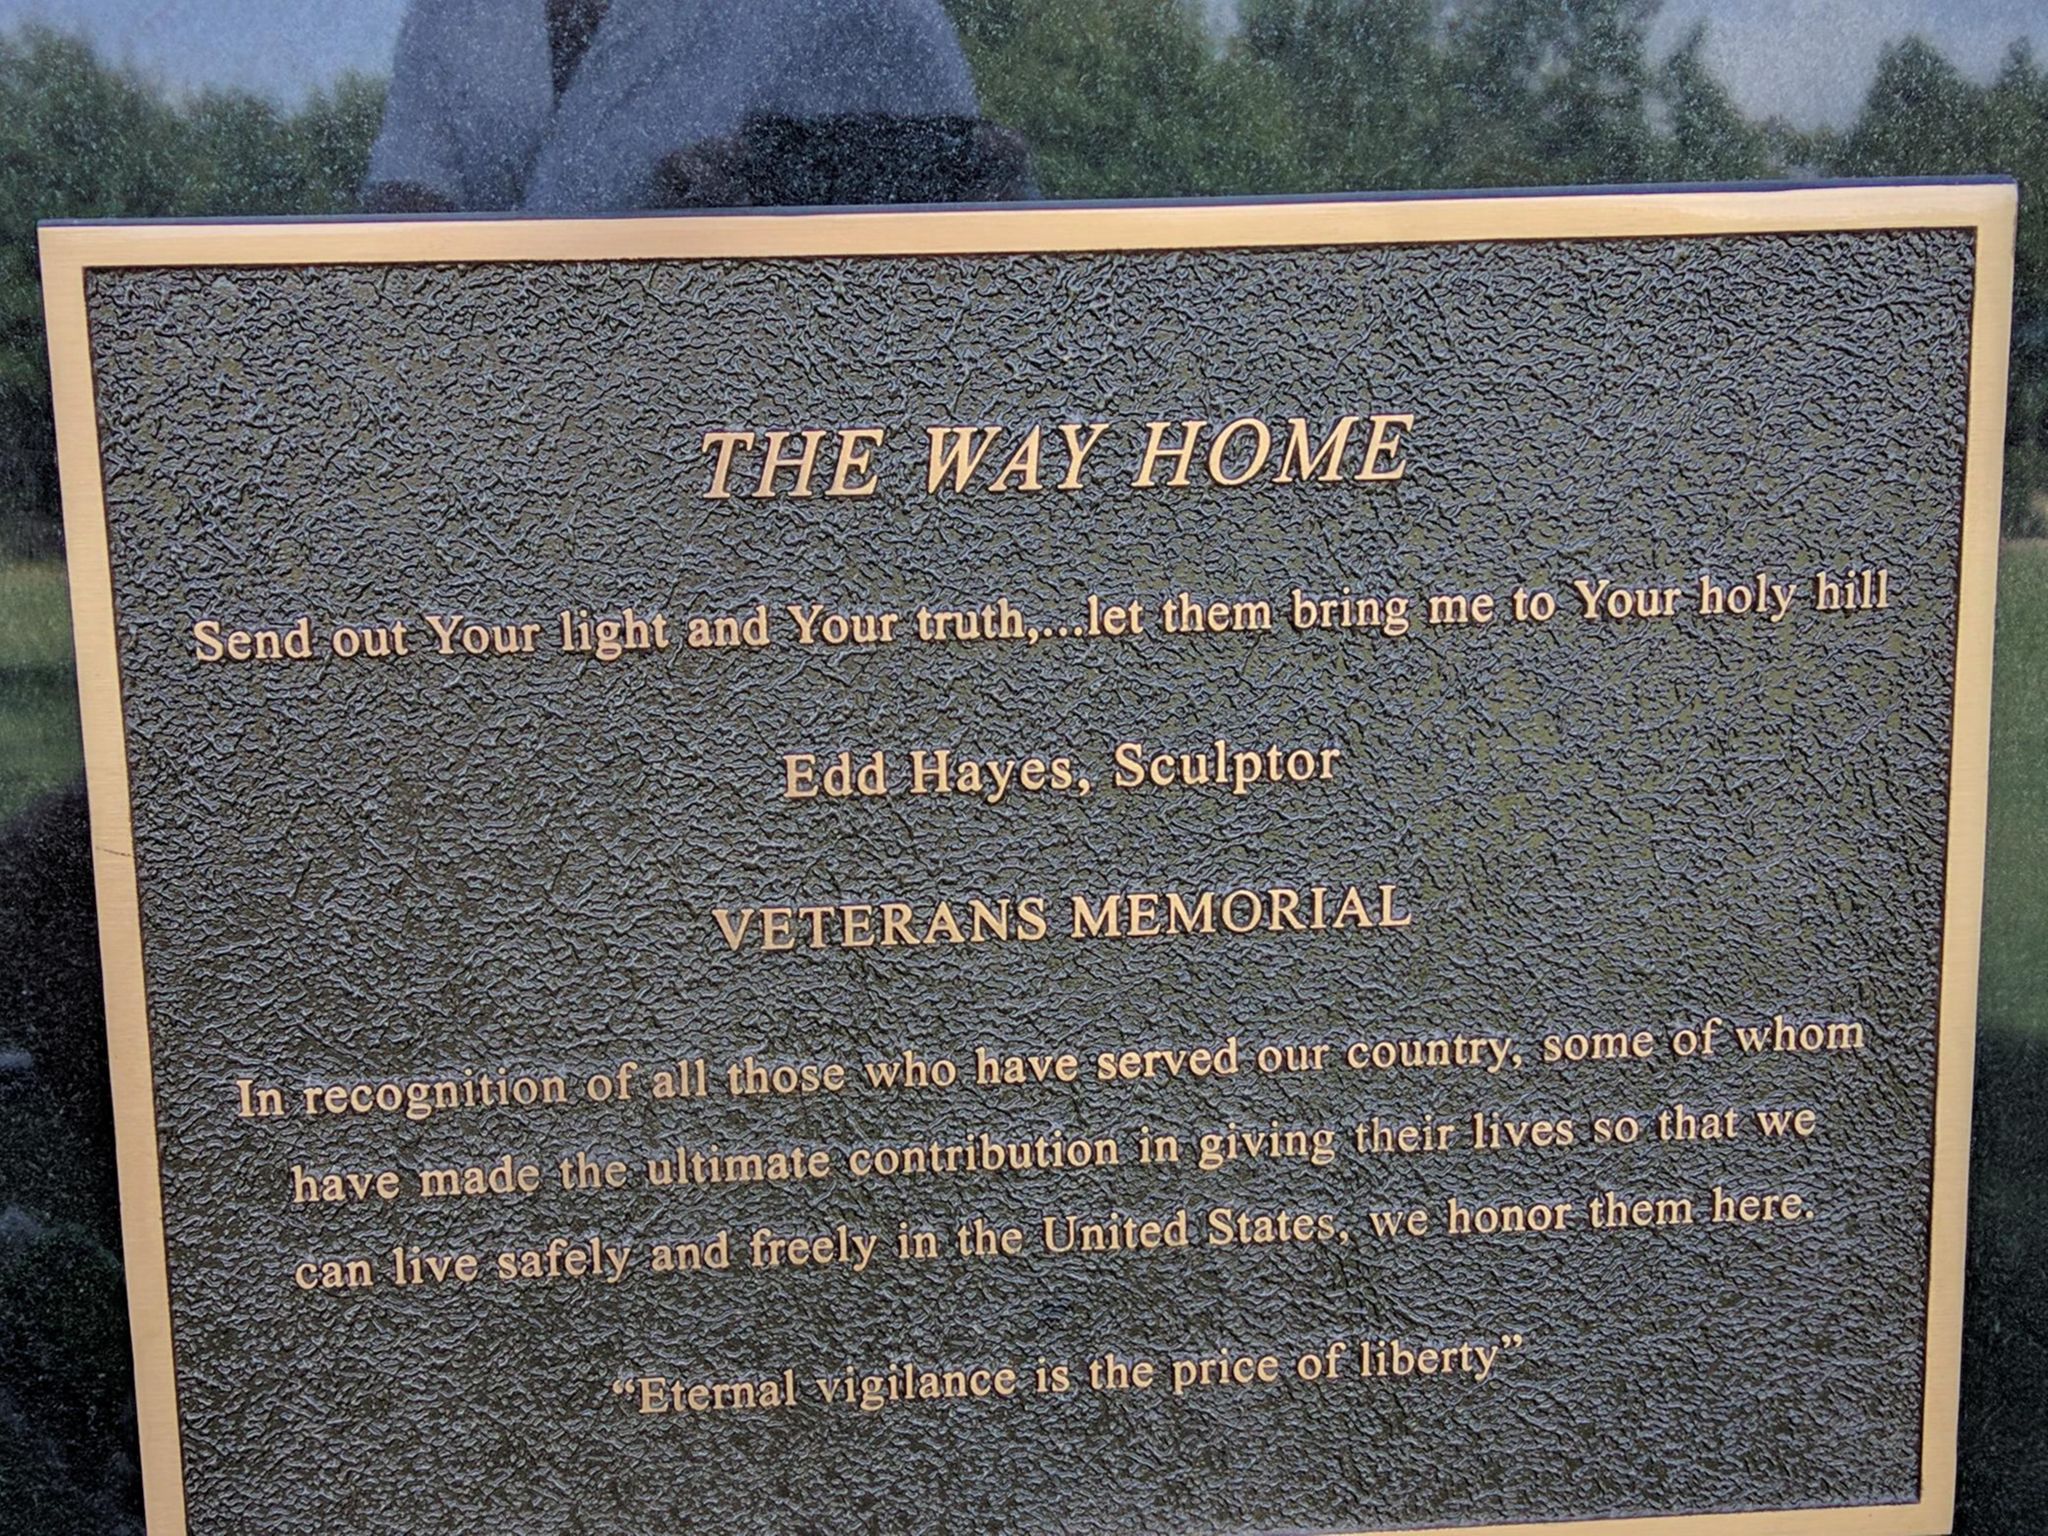 THE WAY HOME
Send out Your light and Your truth,...let them bring me to Your holy hill
Edd Hayes, Sculptor
VETERANS MEMORIAL
In recognition of all those who have served our country, some of whom
have made the ultimate contribution in giving their lives so that we
can live safely and freely in the United States, we honor them here.
“Eternal vigilance is the price of liberty”